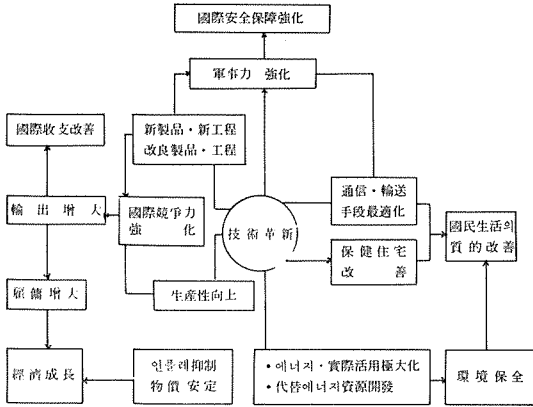 國際安全保障強化
軍事力 強化
國際收支改善
新製品·新工程
改良製品·工程
輸出增大
國際競爭力
強化
技術革新
通信·輸送
手段最適化
國民生活의
質的改善
保健住宅
改善
生産性向上
雇傭增大
經濟成長
인플레抑制
物價安定
• 에너지·實際活用極大化
• 代替에너지資源開發
環境保全